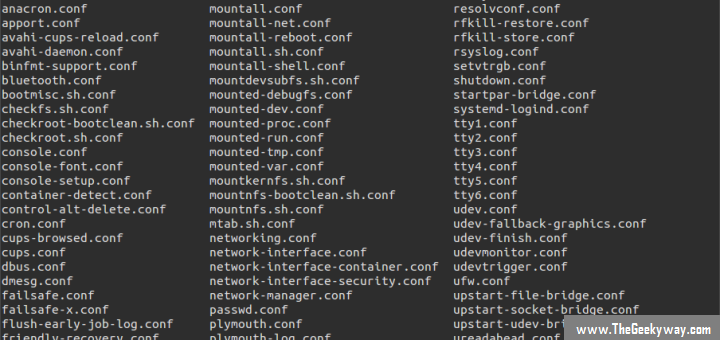 anacron.conf mountall.conf resolvconf.conf
apport.conf mountall-net.conf rfkill-restore.conf
avahi-cups-reload.conf mountall-reboot.conf rfkill-store.conf
avahi-daemon.conf mountall.sh.conf rsyslog.conf
binfmt-support.conf mountall-shell.conf setvtrgb.conf
bluetooth.conf mountdevsubfs.sh.conf shutdown.conf
bootmisc.sh.conf mounted-debugfs.conf startpar-bridge.conf
checkfs.sh.conf mounted-dev.conf systemd-logind.conf
checkroot-bootclean.sh.conf mounted-proc.conf tty1.conf
checkroot.sh.conf mounted-run.conf tty2.conf
console.conf mounted-tmp.conf tty3.conf
console-font.conf mounted-var.conf tty4.conf
console-setup.conf mountkernfs.sh.conf tty5.conf
container-detect.conf mountnfs-bootclean.sh.conf tty6.conf
control-alt-delete.conf mountnfs.sh.conf udev.conf
cron.conf mtab.sh.conf udev-fallback-graphics.conf
cups-browsed.conf networking.conf udev-finish.conf
cups.conf network-interface.conf udevmonitor.conf
dbus.conf network-interface-container.conf udevtrigger.conf
dmesg.conf network-interface-security.conf ufw.conf
failsafe.conf network-manager.conf upstart-file-bridge.conf
failsafe-x.conf passwd.conf upstart-socket-bridge.conf
flush-early-job-log.conf plymouth.conf upstart-udev-bri
friendly-recovery.conf plymouth-log.conf ureadahead.conf
www.TheGeekyway.com